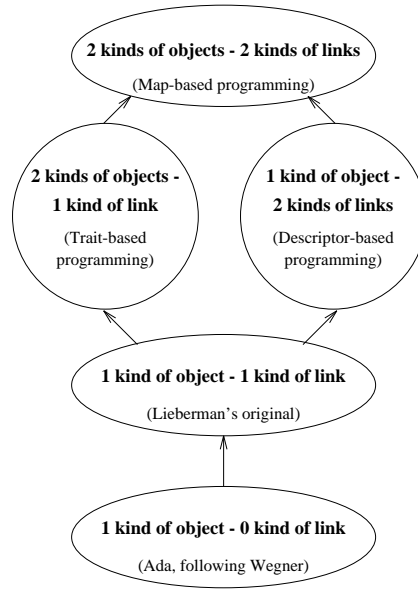 2 kinds of objects - 2 kinds of links
(Map-based programming)
2 kinds of objects -
1 kind of link
(Trait-based
programming)
1 kind of object -
2 kinds of links
(Descriptor-based
programming)
1 kind of object - 1 kind of link
(Lieberman's original)
1 kind of object - 0 kind of link
(Ada, following Wegner)